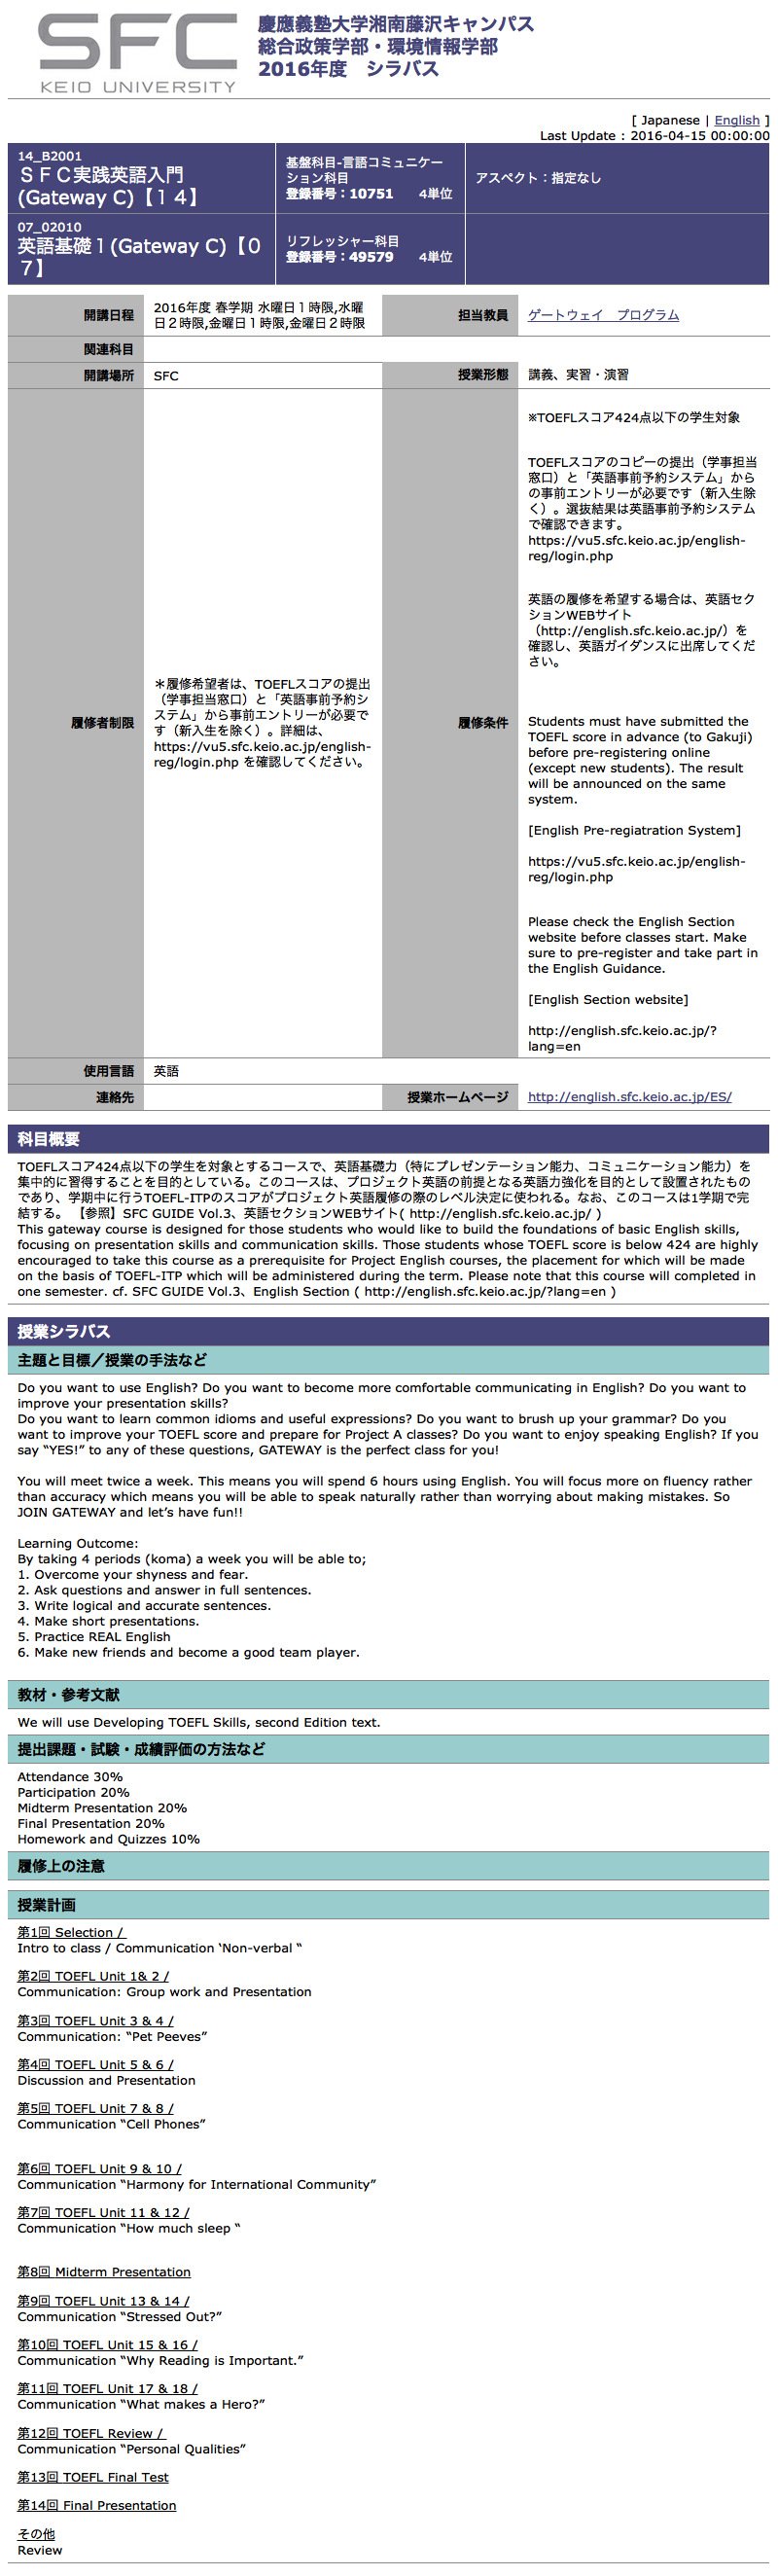 SFC
KEIO UNIVERSITY
慶應義塾大学湘南藤沢キャンパス
総合政策学部・環境情報学部
2016年度　シラバス
[ Japanese | English ]
Last Update : 2016-04-15 00:00:00
14_B2001
ＳＦＣ実践英語入門
(Gateway C)【１４】
基盤科目-言語コミュニケー
ション科目
登録番号：10751　　4単位
アスペクト：指定なし
07_02010
英語基礎１(Gateway C)【０
７】
リフレッシャー科目
登録番号：49579　　4単位
開講日程
2016年度 春学期 水曜日１時限,水曜
日２時限,金曜日１時限,金曜日２時限
担当教員
ゲートウェイ　プログラム
関連科目
開講場所
SFC
授業形態
講義、実習・演習
履修者制限
＊履修希望者は、TOEFLスコアの提出
（学事担当窓口）と「英語事前予約シ
ステム」から事前エントリーが必要で
す（新入生を除く）。詳細は、
https://vu5.sfc.keio.ac.jp/english-
reg/login.php を確認してください。
履修条件
※TOEFLスコア424点以下の学生対象
TOEFLスコアのコピーの提出（学事担当
窓口）と「英語事前予約システム」から
の事前エントリーが必要です（新入生除
く）。選抜結果は英語事前予約システム
で確認できます。
https://vu5.sfc.keio.ac.jp/english-
reg/login.php
英語の履修を希望する場合は、英語セク
ションWEBサイト
（http://english.sfc.keio.ac.jp/）を
確認し、英語ガイダンスに出席してくだ
さい。
Students must have submitted the
TOEFL score in advance (to Gakuji)
before pre-registering online
(except new students). The result
will be announced on the same
system.
[English Pre-regiatration System]
https://vu5.sfc.keio.ac.jp/english-
reg/login.php
Please check the English Section
website before classes start. Make
sure to pre-register and take part in
the English Guidance.
[English Section website]
http://english.sfc.keio.ac.jp/?
lang=en
使用言語
英語
連絡先
授業ホームページ
http://english.sfc.keio.ac.jp/ES/
科目概要
TOEFLスコア424点以下の学生を対象とするコースで、英語基礎力（特にプレゼンテーション能力、コミュニケーション能力）を
集中的に習得することを目的としている。このコースは、プロジェクト英語の前提となる英語力強化を目的として設置されたもの
であり、学期中に行うTOEFL-ITPのスコアがプロジェクト英語履修の際のレベル決定に使われる。なお、このコースは1学期で完
結する。 【参照】SFC GUIDE Vol.3、英語セクションWEBサイト( http://english.sfc.keio.ac.jp/ )
This gateway course is designed for those students who would like to build the foundations of basic English skills,
focusing on presentation skills and communication skills. Those students whose TOEFL score is below 424 are highly
encouraged to take this course as a prerequisite for Project English courses, the placement for which will be made
on the basis of TOEFL-ITP which will be administered during the term. Please note that this course will completed in
one semester. cf. SFC GUIDE Vol.3、English Section ( http://english.sfc.keio.ac.jp/?lang=en )
授業シラバス
主題と目標／授業の手法など
Do you want to use English? Do you want to become more comfortable communicating in English? Do you want to
improve your presentation skills?
Do you want to learn common idioms and useful expressions? Do you want to brush up your grammar? Do you
want to improve your TOEFL score and prepare for Project A classes? Do you want to enjoy speaking English? If you
say “YES!” to any of these questions, GATEWAY is the perfect class for you!
You will meet twice a week. This means you will spend 6 hours using English. You will focus more on fluency rather
than accuracy which means you will be able to speak naturally rather than worrying about making mistakes. So
JOIN GATEWAY and let’s have fun!!
Learning Outcome:
By taking 4 periods (koma) a week you will be able to;
1. Overcome your shyness and fear.
2. Ask questions and answer in full sentences.
3. Write logical and accurate sentences.
4. Make short presentations.
5. Practice REAL English
6. Make new friends and become a good team player.
教材・参考文献
We will use Developing TOEFL Skills, second Edition text.
提出課題・試験・成績評価の方法など
Attendance 30%
Participation 20%
Midterm Presentation 20%
Final Presentation 20%
Homework and Quizzes 10%
履修上の注意
授業計画
第1回 Selection /
Intro to class / Communication ‘Non-verbal “
第2回 TOEFL Unit 1& 2 /
Communication: Group work and Presentation
第3回 TOEFL Unit 3 & 4 /
Communication: “Pet Peeves”
第4回 TOEFL Unit 5 & 6 /
Discussion and Presentation
第5回 TOEFL Unit 7 & 8 /
Communication “Cell Phones”
第6回 TOEFL Unit 9 & 10 /
Communication “Harmony for International Community”
第7回 TOEFL Unit 11 & 12 /
Communication “How much sleep “
第8回 Midterm Presentation
第9回 TOEFL Unit 13 & 14 /
Communication “Stressed Out?”
第10回 TOEFL Unit 15 & 16 /
Communication “Why Reading is Important.”
第11回 TOEFL Unit 17 & 18 /
Communication “What makes a Hero?”
第12回 TOEFL Review /
Communication “Personal Qualities”
第13回 TOEFL Final Test
第14回 Final Presentation
その他
Review